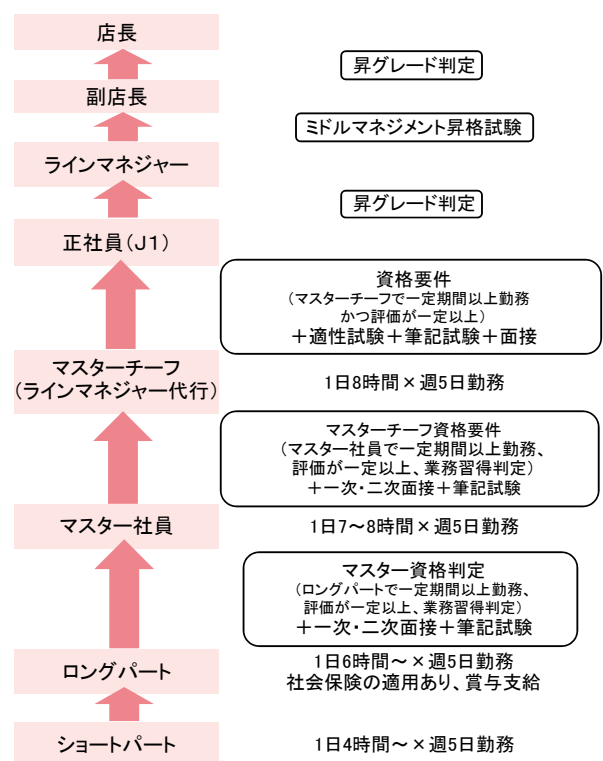 店長
昇グレード判定
副店長
ミドルマネジメント昇格試験
ラインマネジャー
昇グレード判定
正社員(J1)
資格要件
(マスターチーフで一定期間以上勤務
かつ評価が一定以上)
＋適性試験＋筆記試験＋面接
マスターチーフ
(ラインマネジャー代行)
1日8時間×週5日勤務
マスターチーフ資格要件
(マスター社員で一定期間以上勤務、
評価が一定以上、業務習得判定)
＋一次・二次面接＋筆記試験
マスター社員
1日7～8時間×週5日勤務
マスター資格判定
(ロングパートで一定期間以上勤務、
評価が一定以上、業務習得判定)
＋一次・二次面接＋筆記試験
ロングパート
1日6時間～×週5日勤務
社会保険の適用あり、賞与支給
ショートパート
1日4時間～×週5日勤務